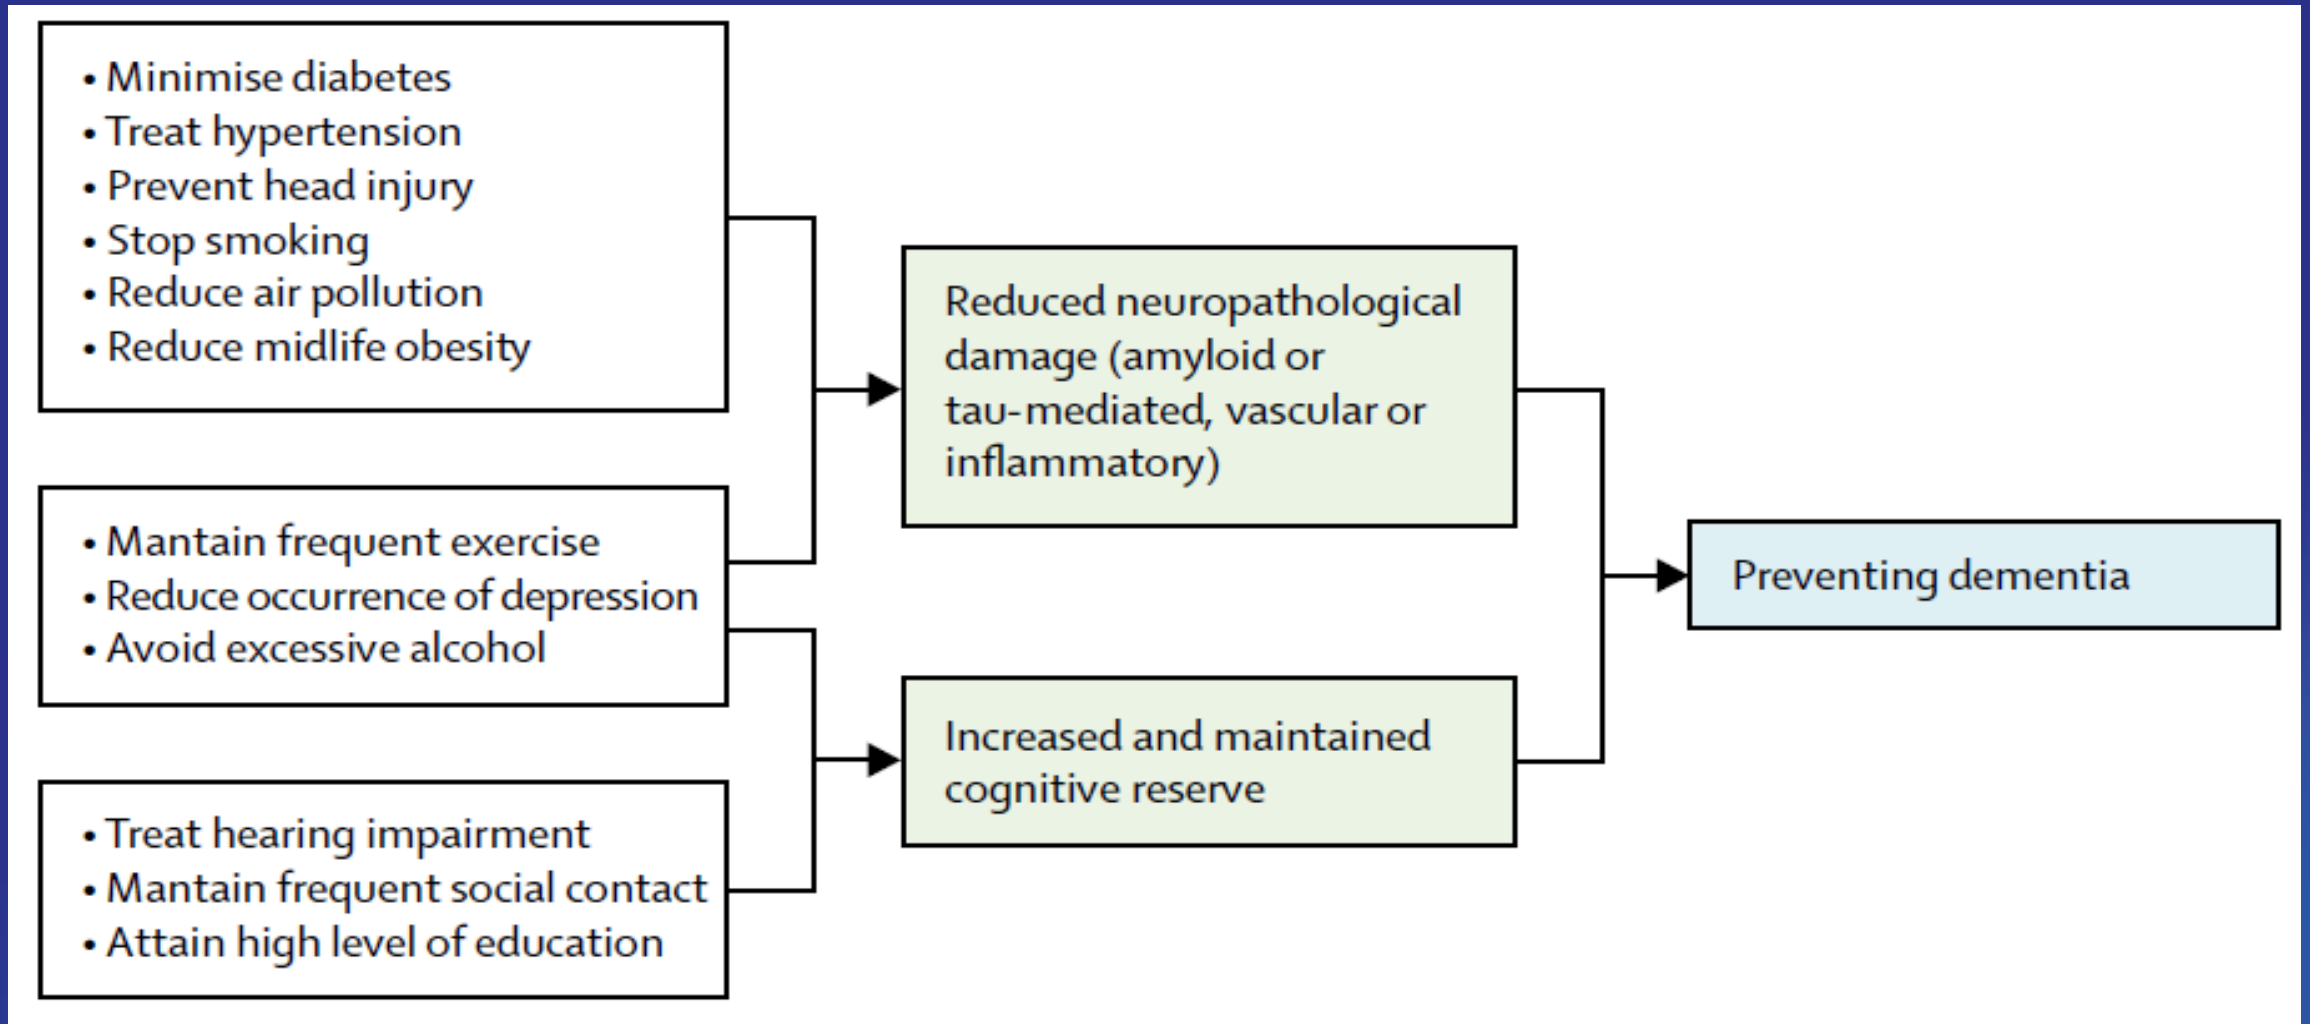 • Minimise diabetes
• Treat hypertension
• Prevent head injury
• Stop smoking
• Reduce air pollution
• Reduce midlife obesity
• Mantain frequent exercise
• Reduce occurrence of depression
• Avoid excessive alcohol
• Treat hearing impairment
• Mantain frequent social contact
• Attain high level of education
Reduced neuropathological
damage (amyloid or
tau-mediated, vascular or
inflammatory)
Increased and maintained
cognitive reserve
Preventing dementia